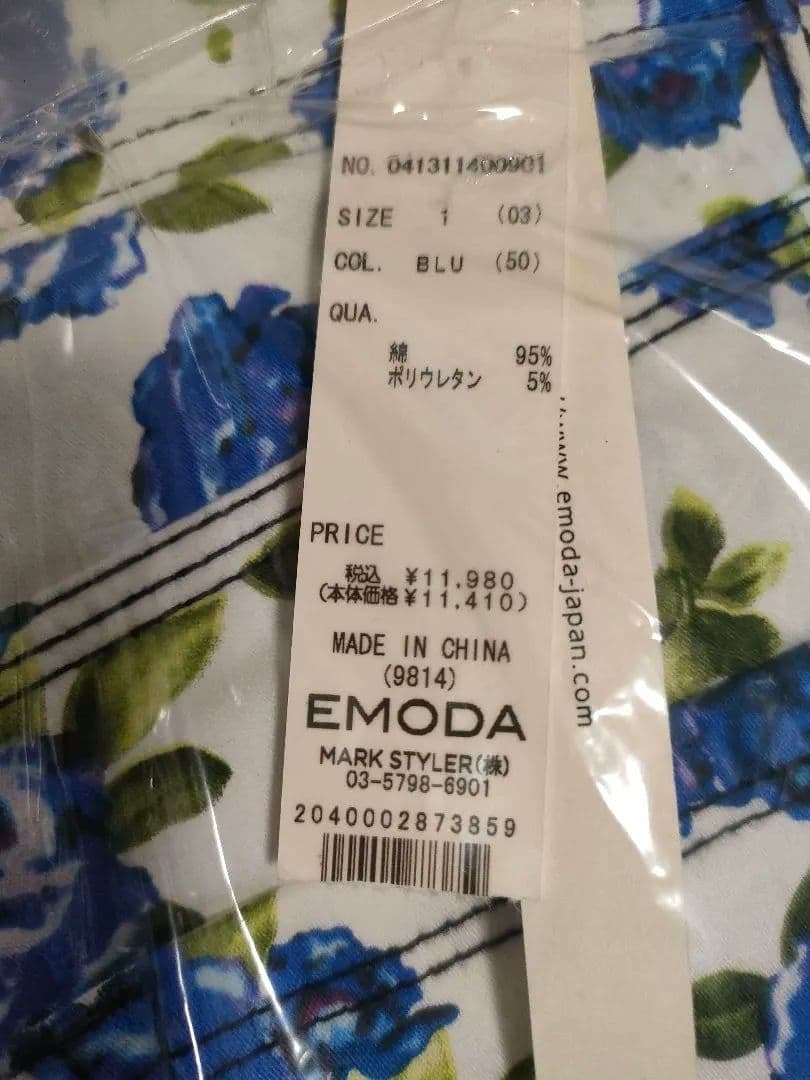 NO. 041311400901
SIZE 1 (03)
COL. BLU (50)
QUA.
綿 95%
ポリウレタン 5%
PRICE
税込 ¥11,980
(本体価格¥11,410)
MADE IN CHINA
(9814)
EMODA
MARK STYLER(株)
03-5798-6901
2040002873859
www.emoda-japan.com